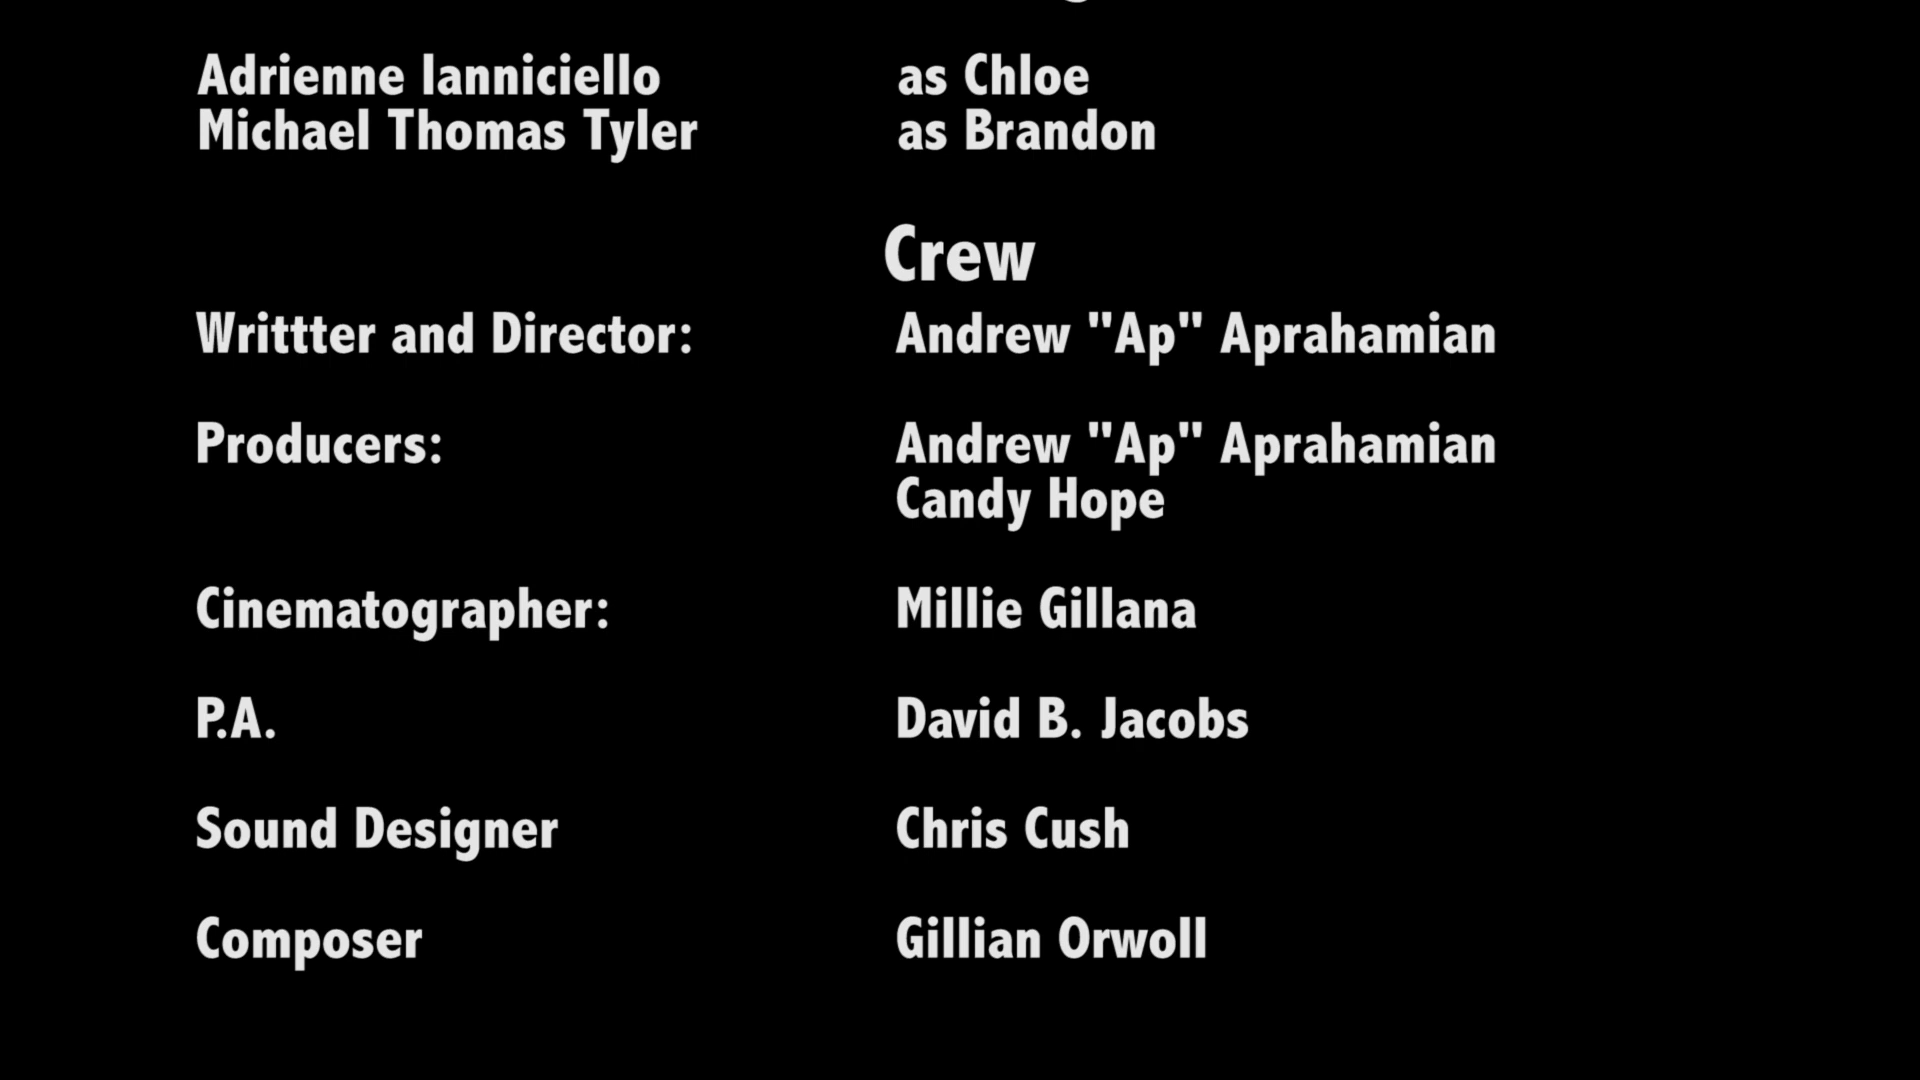 Adrienne Ianniciello as Chloe
Michael Thomas Tyler as Brandon
Crew
Writtter and Director: Andrew "Ap" Aprahamian
Producers: Andrew "Ap" Aprahamian
Candy Hope
Cinematographer: Millie Gillana
P.A. David B. Jacobs
Sound Designer Chris Cush
Composer Gillian Orwoll